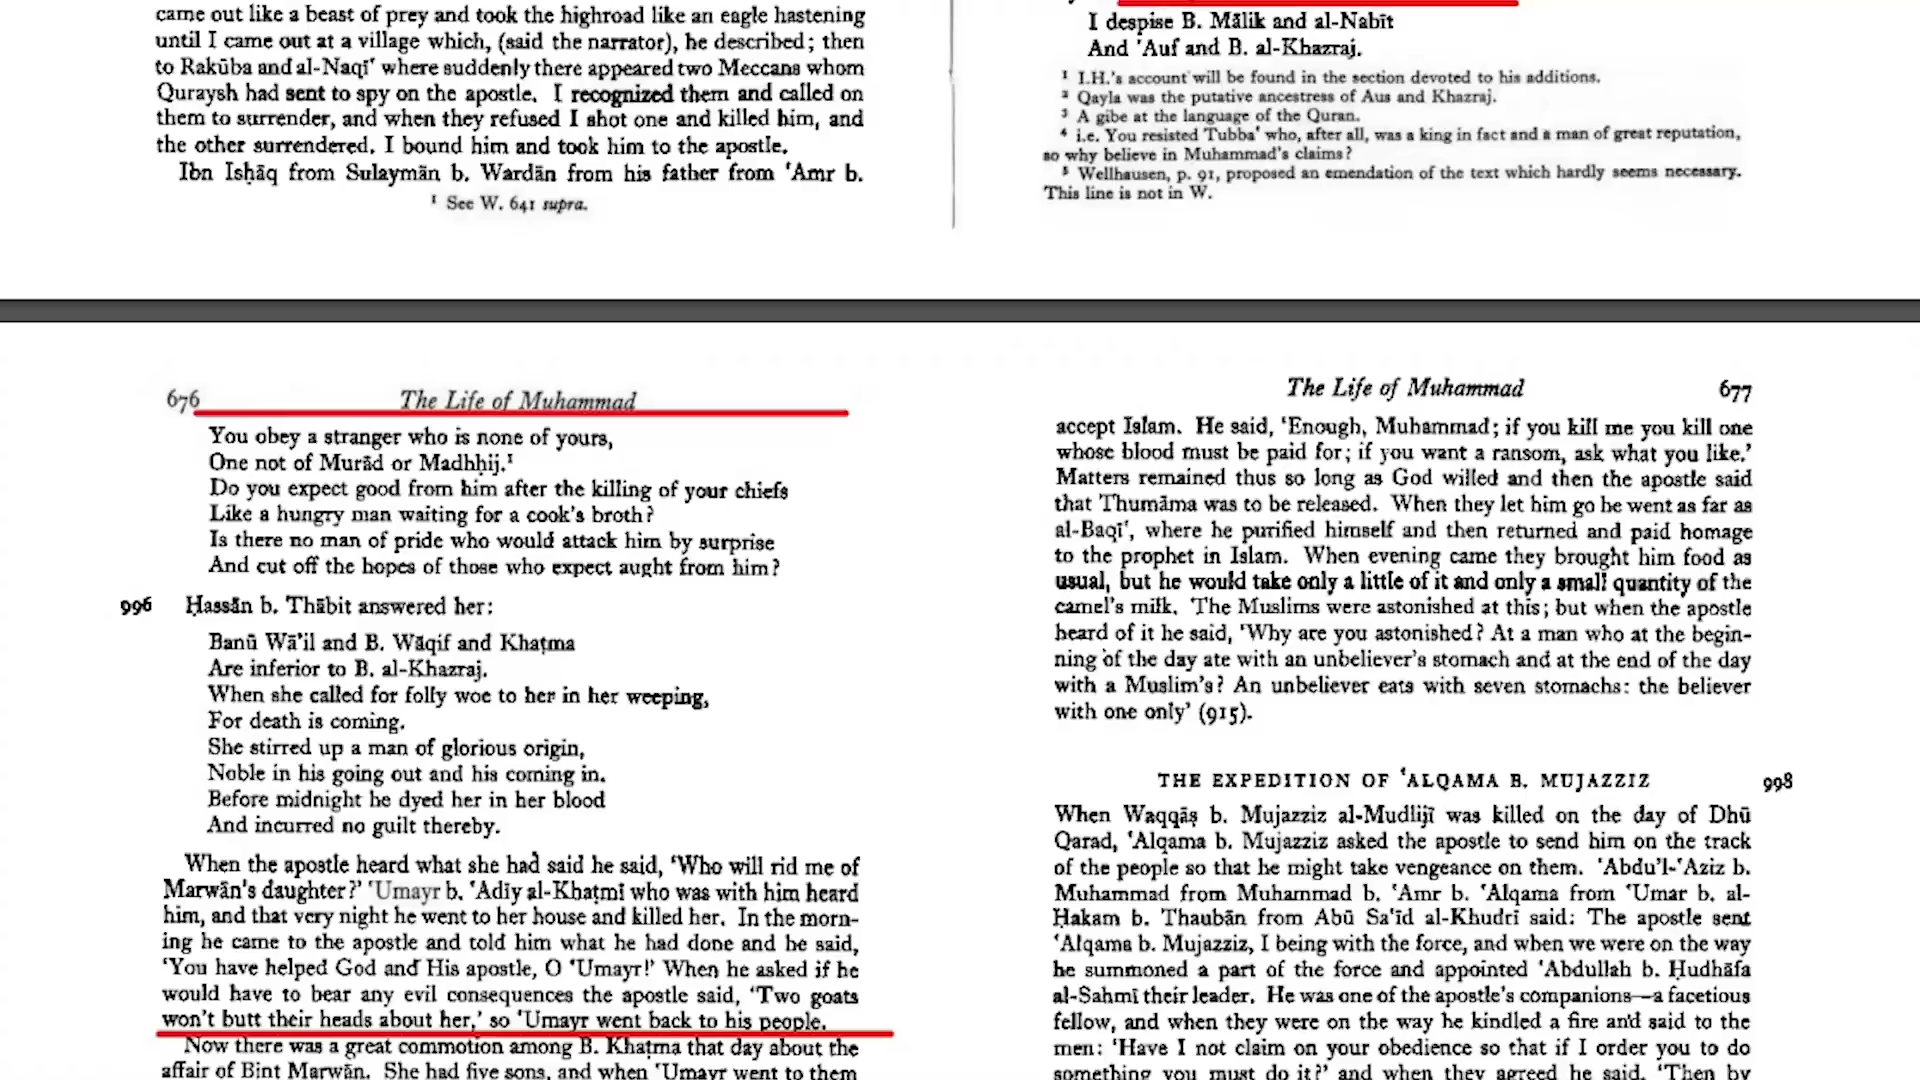 came out like a beast of prey and took the highroad like an eagle hastening
until I came out at a village which, (said the narrator), he described; then
to Rakūba and al-Naqī‘ where suddenly there appeared two Meccans whom
Quraysh had sent to spy on the apostle. I recognized them and called on
them to surrender, and when they refused I shot one and killed him, and
the other surrendered. I bound him and took him to the apostle.
Ibn Isḥāq from Sulaymān b. Wardān from his father from ‘Amr b.
¹ See W. 641 supra.
I despise B. Mālik and al-Nabīt
And ‘Auf and B. al-Khazraj.
¹ I.H.'s account will be found in the section devoted to his additions.
² Qayla was the putative ancestress of Aus and Khazraj.
³ A gibe at the language of the Quran.
⁴ i.e. You resisted Tubba‘ who, after all, was a king in fact and a man of great reputation,
so why believe in Muhammad's claims?
⁵ Wellhausen, p. 91, proposed an emendation of the text which hardly seems necessary.
This line is not in W.
676 The Life of Muhammad
You obey a stranger who is none of yours,
One not of Murād or Madhḥij.¹
Do you expect good from him after the killing of your chiefs
Like a hungry man waiting for a cook's broth?
Is there no man of pride who would attack him by surprise
And cut off the hopes of those who expect aught from him?
996 Ḥassān b. Thābit answered her:
Banū Wā'il and B. Wāqif and Khaṭma
Are inferior to B. al-Khazraj.
When she called for folly woe to her in her weeping,
For death is coming.
She stirred up a man of glorious origin,
Noble in his going out and his coming in.
Before midnight he dyed her in her blood
And incurred no guilt thereby.
When the apostle heard what she had said he said, ‘Who will rid me of
Marwān's daughter?’ ‘Umayr b. ‘Adīy al-Khaṭmī who was with him heard
him, and that very night he went to her house and killed her. In the morn-
ing he came to the apostle and told him what he had done and he said,
‘You have helped God and His apostle, O ‘Umayr!’ When he asked if he
would have to bear any evil consequences the apostle said, ‘Two goats
won't butt their heads about her,’ so ‘Umayr went back to his people.
Now there was a great commotion among B. Khaṭma that day about the
affair of Bint Marwān. She had five sons, and when ‘Umayr went to them
The Life of Muhammad 677
accept Islam. He said, ‘Enough, Muhammad; if you kill me you kill one
whose blood must be paid for; if you want a ransom, ask what you like.’
Matters remained thus so long as God willed and then the apostle said
that Thumāma was to be released. When they let him go he went as far as
al-Baqī‘, where he purified himself and then returned and paid homage
to the prophet in Islam. When evening came they brought him food as
usual, but he would take only a little of it and only a small quantity of the
camel's milk. The Muslims were astonished at this; but when the apostle
heard of it he said, ‘Why are you astonished? At a man who at the begin-
ning of the day ate with an unbeliever's stomach and at the end of the day
with a Muslim's? An unbeliever eats with seven stomachs: the believer
with one only’ (915).
THE EXPEDITION OF ‘ALQAMA B. MUJAZZIZ 998
When Waqqāṣ b. Mujazziz al-Mudlijī was killed on the day of Dhū
Qarad, ‘Alqama b. Mujazziz asked the apostle to send him on the track
of the people so that he might take vengeance on them. ‘Abdu'l-‘Aziz b.
Muhammad from Muhammad b. ‘Amr b. ‘Alqama from ‘Umar b. al-
Ḥakam b. Thaubān from Abū Sa‘īd al-Khudrī said: The apostle sent
‘Alqama b. Mujazziz, I being with the force, and when we were on the way
he summoned a part of the force and appointed ‘Abdullah b. Ḥudhāfa
al-Sahmī their leader. He was one of the apostle's companions—a facetious
fellow, and when they were on the way he kindled a fire and said to the
men: ‘Have I not claim on your obedience so that if I order you to do
something you must do it?’ and when they agreed he said, ‘Then by